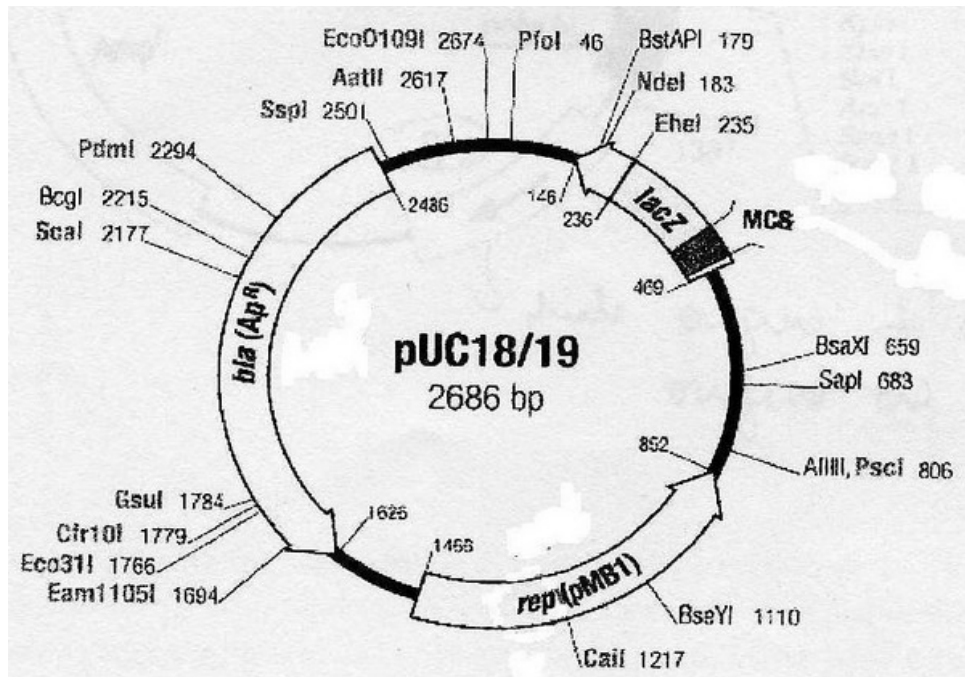 EcoO109I 2674
PfoI 46
BstAPI 179
AatII 2617
NdeI 183
SspI 2501
EheI 235
PdmI 2294
BcgI 2215
ScaI 2177
2486
146
236
lacZ
MCS
469
bla (Ap^R)
pUC18/19
2686 bp
BsaXI 659
SapI 683
852
AflIII, PscI 806
GsuI 1784
Cfr10I 1779
Eco31I 1766
Eam1105I 1694
1626
1466
rep (pMB1)
BseYI 1110
CaiI 1217